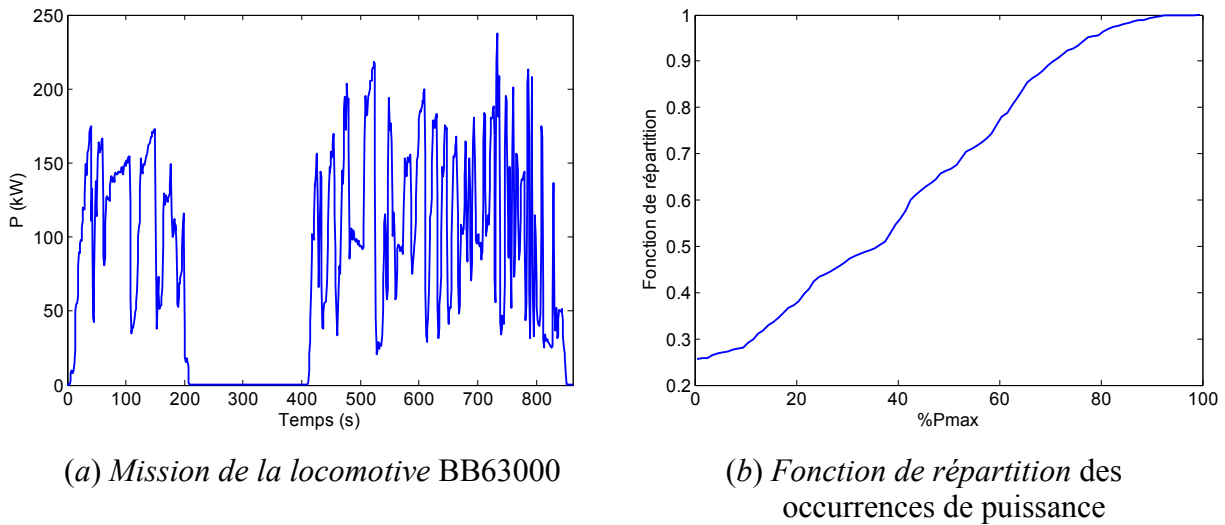 250
200
150
100
50
0
P (kW)
0 100 200 300 400 500 600 700 800
Temps (s)
(a) Mission de la locomotive BB63000
1
0.9
0.8
0.7
0.6
0.5
0.4
0.3
0.2
Fonction de répartition
0 20 40 60 80 100
%Pmax
(b) Fonction de répartition des
occurrences de puissance